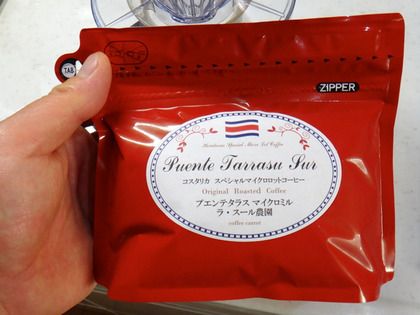 TAB
ZIPPER
Puente Tarrasu Sur
コスタリカ スペシャルマイクロロットコーヒー
Original Roasted Coffee
プエンテタラス マイクロミル
ラ・スール農園
coffee carrot